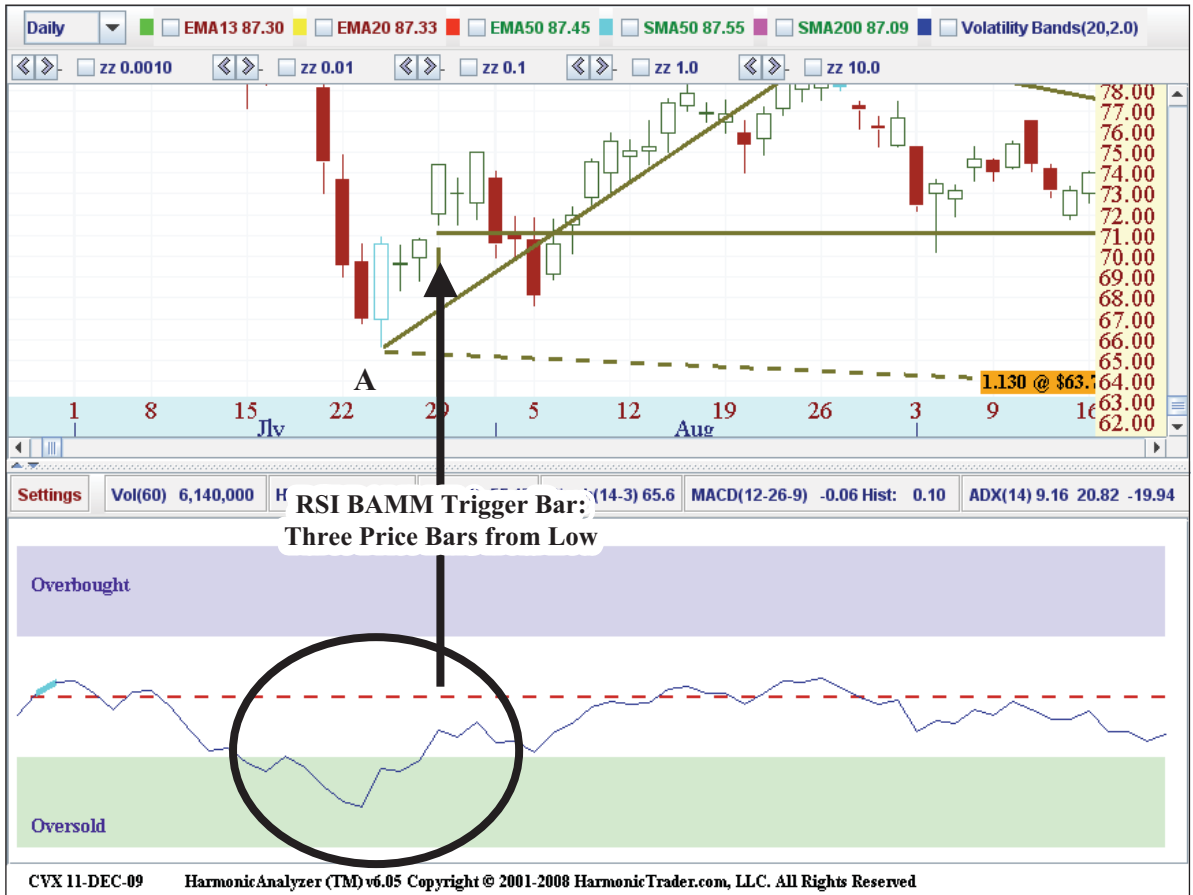 Daily EMA13 87.30 EMA20 87.33 EMA50 87.45 SMA50 87.55 SMA200 87.09 Volatility Bands(20,2.0)
zz 0.0010 zz 0.01 zz 0.1 zz 1.0 zz 10.0
78.00
77.00
76.00
75.00
74.00
73.00
72.00
71.00
70.00
69.00
68.00
67.00
66.00
65.00
64.00
63.00
62.00
A
1.130 @
1 8 15 22 29 5 12 19 26 3 9 16
Jly Aug
Settings Vol(60) 6,140,000 (14-3) 65.6 MACD(12-26-9) -0.06 Hist: 0.10 ADX(14) 9.16 20.82 -19.94
RSI BAMM Trigger Bar:
Three Price Bars from Low
Overbought
Oversold
CVX 11-DEC-09 HarmonicAnalyzer (TM) v6.05 Copyright © 2001-2008 HarmonicTrader.com, LLC. All Rights Reserved